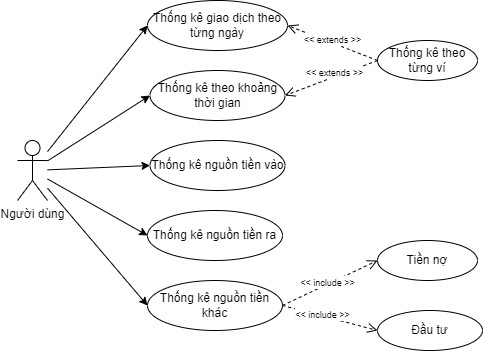 Thống kê giao dịch theo
từng ngày
<< extends >>
Thống kê theo
từng ví
<< extends >>
Thống kê theo khoảng
thời gian
Thống kê nguồn tiền vào
Người dùng
Thống kê nguồn tiền ra
Tiền nợ
<< include >>
Thống kê nguồn tiền
khác
<< include >>
Đầu tư